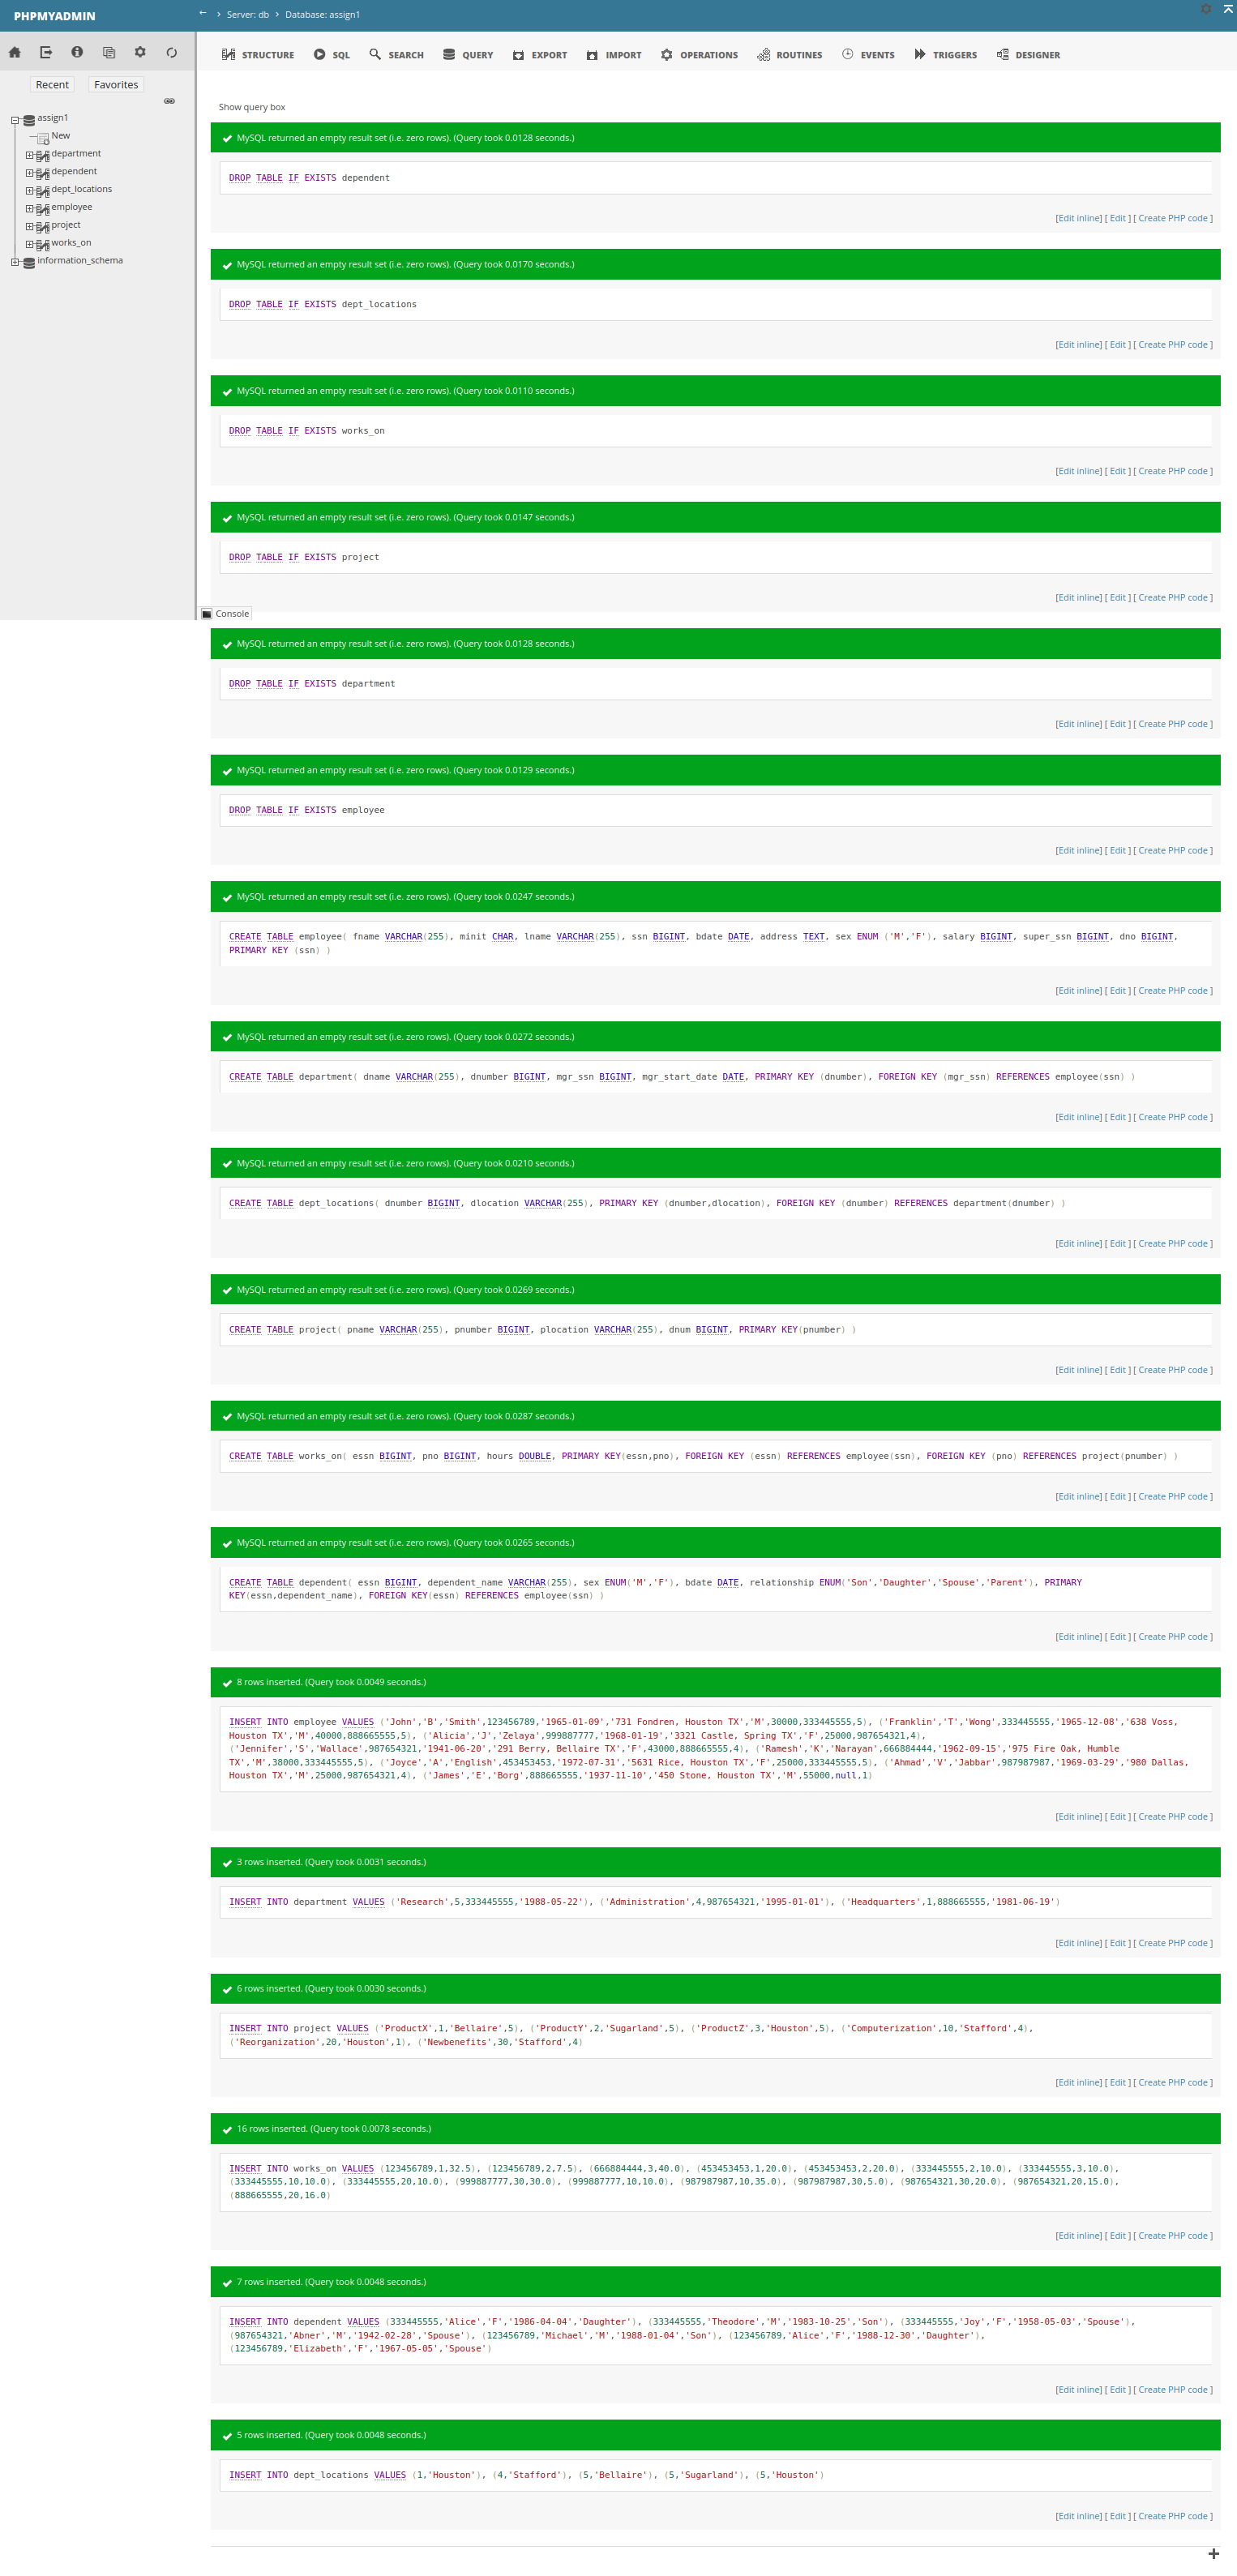 PHPMYADMIN
← › Server: db › Database: assign1
STRUCTURE SQL SEARCH QUERY EXPORT IMPORT OPERATIONS ROUTINES EVENTS TRIGGERS DESIGNER
Recent Favorites
assign1
New
department
dependent
dept_locations
employee
project
works_on
information_schema
Show query box
MySQL returned an empty result set (i.e. zero rows). (Query took 0.0128 seconds.)
DROP TABLE IF EXISTS dependent
[Edit inline] [ Edit ] [ Create PHP code ]
MySQL returned an empty result set (i.e. zero rows). (Query took 0.0170 seconds.)
DROP TABLE IF EXISTS dept_locations
[Edit inline] [ Edit ] [ Create PHP code ]
MySQL returned an empty result set (i.e. zero rows). (Query took 0.0110 seconds.)
DROP TABLE IF EXISTS works_on
[Edit inline] [ Edit ] [ Create PHP code ]
MySQL returned an empty result set (i.e. zero rows). (Query took 0.0147 seconds.)
DROP TABLE IF EXISTS project
[Edit inline] [ Edit ] [ Create PHP code ]
Console
MySQL returned an empty result set (i.e. zero rows). (Query took 0.0128 seconds.)
DROP TABLE IF EXISTS department
[Edit inline] [ Edit ] [ Create PHP code ]
MySQL returned an empty result set (i.e. zero rows). (Query took 0.0129 seconds.)
DROP TABLE IF EXISTS employee
[Edit inline] [ Edit ] [ Create PHP code ]
MySQL returned an empty result set (i.e. zero rows). (Query took 0.0247 seconds.)
CREATE TABLE employee( fname VARCHAR(255), minit CHAR, lname VARCHAR(255), ssn BIGINT, bdate DATE, address TEXT, sex ENUM ('M','F'), salary BIGINT, super_ssn BIGINT, dno BIGINT,
PRIMARY KEY (ssn) )
[Edit inline] [ Edit ] [ Create PHP code ]
MySQL returned an empty result set (i.e. zero rows). (Query took 0.0272 seconds.)
CREATE TABLE department( dname VARCHAR(255), dnumber BIGINT, mgr_ssn BIGINT, mgr_start_date DATE, PRIMARY KEY (dnumber), FOREIGN KEY (mgr_ssn) REFERENCES employee(ssn) )
[Edit inline] [ Edit ] [ Create PHP code ]
MySQL returned an empty result set (i.e. zero rows). (Query took 0.0210 seconds.)
CREATE TABLE dept_locations( dnumber BIGINT, dlocation VARCHAR(255), PRIMARY KEY (dnumber,dlocation), FOREIGN KEY (dnumber) REFERENCES department(dnumber) )
[Edit inline] [ Edit ] [ Create PHP code ]
MySQL returned an empty result set (i.e. zero rows). (Query took 0.0269 seconds.)
CREATE TABLE project( pname VARCHAR(255), pnumber BIGINT, plocation VARCHAR(255), dnum BIGINT, PRIMARY KEY(pnumber) )
[Edit inline] [ Edit ] [ Create PHP code ]
MySQL returned an empty result set (i.e. zero rows). (Query took 0.0287 seconds.)
CREATE TABLE works_on( essn BIGINT, pno BIGINT, hours DOUBLE, PRIMARY KEY(essn,pno), FOREIGN KEY (essn) REFERENCES employee(ssn), FOREIGN KEY (pno) REFERENCES project(pnumber) )
[Edit inline] [ Edit ] [ Create PHP code ]
MySQL returned an empty result set (i.e. zero rows). (Query took 0.0265 seconds.)
CREATE TABLE dependent( essn BIGINT, dependent_name VARCHAR(255), sex ENUM('M','F'), bdate DATE, relationship ENUM('Son','Daughter','Spouse','Parent'), PRIMARY
KEY(essn,dependent_name), FOREIGN KEY(essn) REFERENCES employee(ssn) )
[Edit inline] [ Edit ] [ Create PHP code ]
8 rows inserted. (Query took 0.0049 seconds.)
INSERT INTO employee VALUES ('John','B','Smith',123456789,'1965-01-09','731 Fondren, Houston TX','M',30000,333445555,5), ('Franklin','T','Wong',333445555,'1965-12-08','638 Voss,
Houston TX','M',40000,888665555,5), ('Alicia','J','Zelaya',999887777,'1968-01-19','3321 Castle, Spring TX','F',25000,987654321,4),
('Jennifer','S','Wallace',987654321,'1941-06-20','291 Berry, Bellaire TX','F',43000,888665555,4), ('Ramesh','K','Narayan',666884444,'1962-09-15','975 Fire Oak, Humble
TX','M',38000,333445555,5), ('Joyce','A','English',453453453,'1972-07-31','5631 Rice, Houston TX','F',25000,333445555,5), ('Ahmad','V','Jabbar',987987987,'1969-03-29','980 Dallas,
Houston TX','M',25000,987654321,4), ('James','E','Borg',888665555,'1937-11-10','450 Stone, Houston TX','M',55000,null,1)
[Edit inline] [ Edit ] [ Create PHP code ]
3 rows inserted. (Query took 0.0031 seconds.)
INSERT INTO department VALUES ('Research',5,333445555,'1988-05-22'), ('Administration',4,987654321,'1995-01-01'), ('Headquarters',1,888665555,'1981-06-19')
[Edit inline] [ Edit ] [ Create PHP code ]
6 rows inserted. (Query took 0.0030 seconds.)
INSERT INTO project VALUES ('ProductX',1,'Bellaire',5), ('ProductY',2,'Sugarland',5), ('ProductZ',3,'Houston',5), ('Computerization',10,'Stafford',4),
('Reorganization',20,'Houston',1), ('Newbenefits',30,'Stafford',4)
[Edit inline] [ Edit ] [ Create PHP code ]
16 rows inserted. (Query took 0.0078 seconds.)
INSERT INTO works_on VALUES (123456789,1,32.5), (123456789,2,7.5), (666884444,3,40.0), (453453453,1,20.0), (453453453,2,20.0), (333445555,2,10.0), (333445555,3,10.0),
(333445555,10,10.0), (333445555,20,10.0), (999887777,30,30.0), (999887777,10,10.0), (987987987,10,35.0), (987987987,30,5.0), (987654321,30,20.0), (987654321,20,15.0),
(888665555,20,16.0)
[Edit inline] [ Edit ] [ Create PHP code ]
7 rows inserted. (Query took 0.0048 seconds.)
INSERT INTO dependent VALUES (333445555,'Alice','F','1986-04-04','Daughter'), (333445555,'Theodore','M','1983-10-25','Son'), (333445555,'Joy','F','1958-05-03','Spouse'),
(987654321,'Abner','M','1942-02-28','Spouse'), (123456789,'Michael','M','1988-01-04','Son'), (123456789,'Alice','F','1988-12-30','Daughter'),
(123456789,'Elizabeth','F','1967-05-05','Spouse')
[Edit inline] [ Edit ] [ Create PHP code ]
5 rows inserted. (Query took 0.0048 seconds.)
INSERT INTO dept_locations VALUES (1,'Houston'), (4,'Stafford'), (5,'Bellaire'), (5,'Sugarland'), (5,'Houston')
[Edit inline] [ Edit ] [ Create PHP code ]